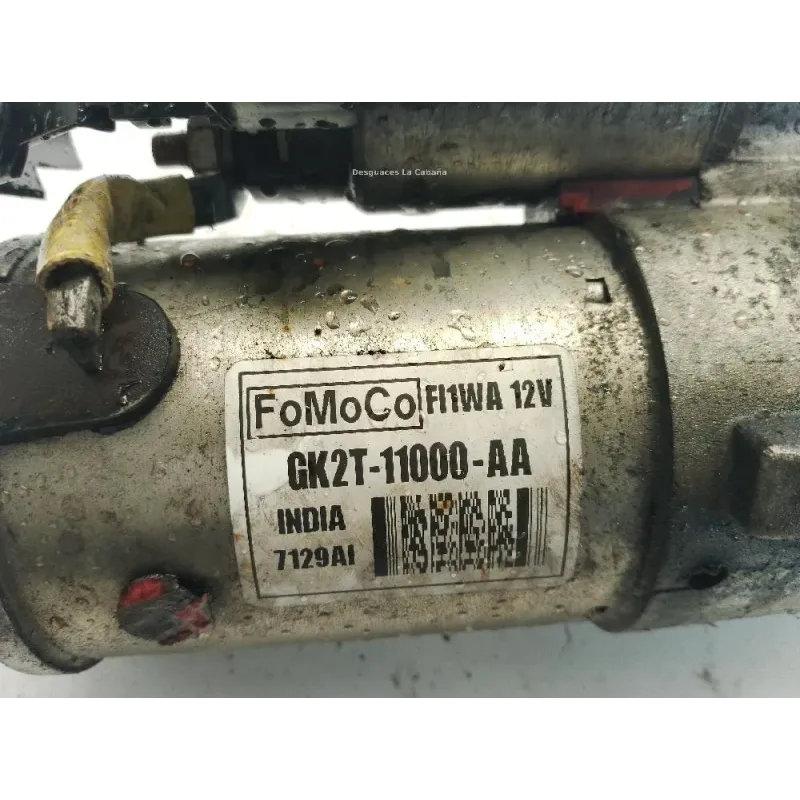 Desguaces La Cabaña
FoMoCo FI1WA 12V
GK2T-11000-AA
INDIA
7129AI